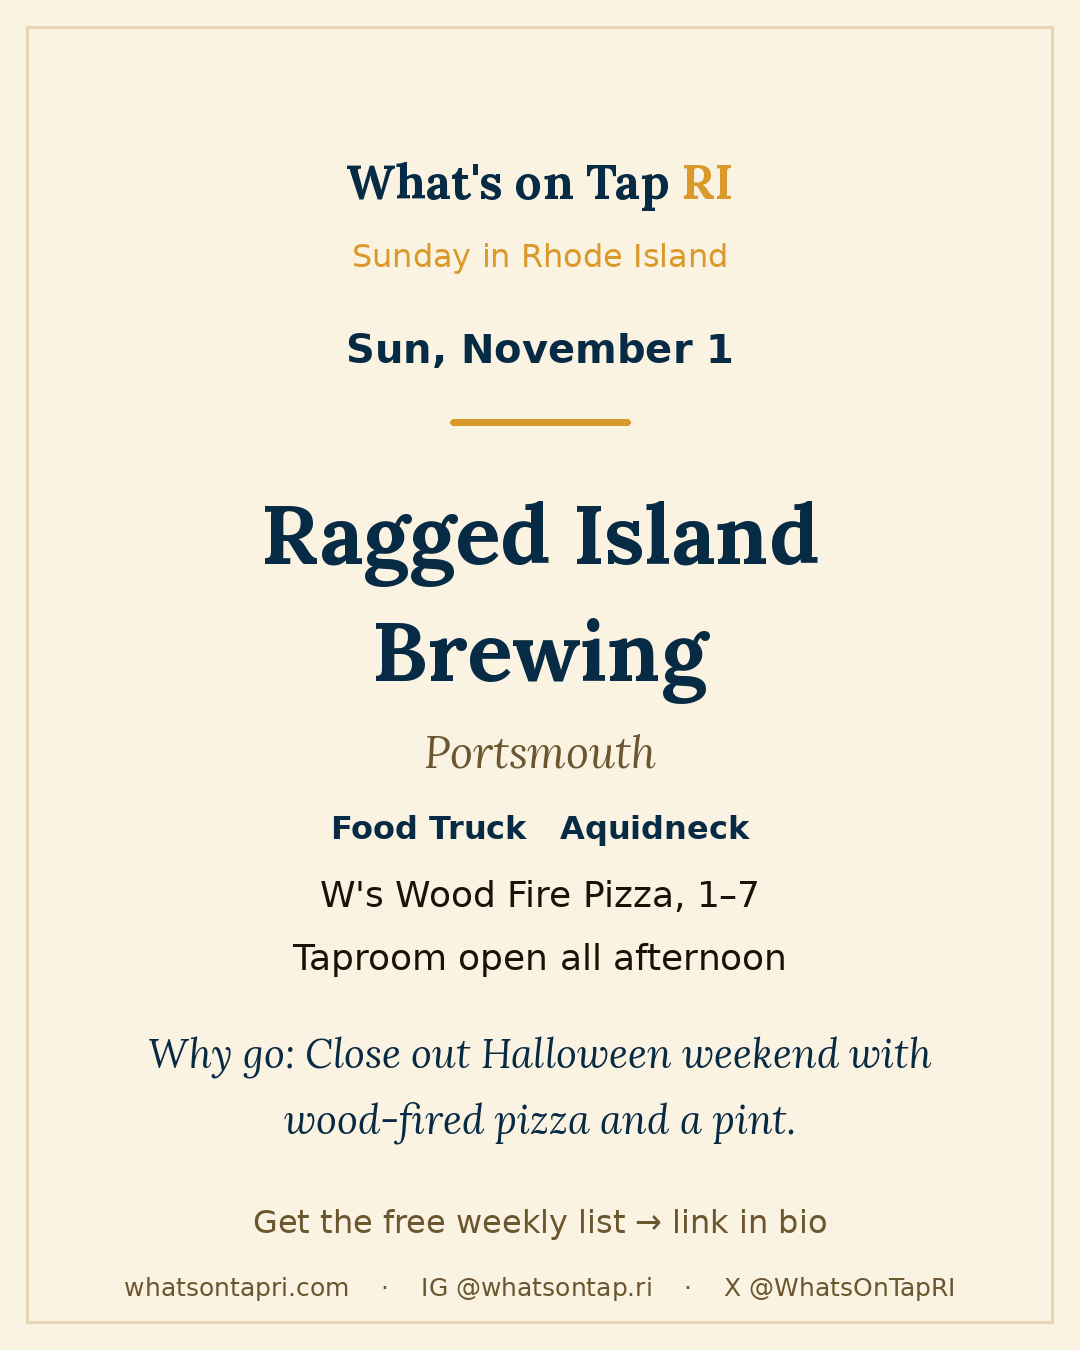 What's on Tap RI
Sunday in Rhode Island
Sun, November 1
Ragged Island
Brewing
Portsmouth
Food Truck Aquidneck
W's Wood Fire Pizza, 1–7
Taproom open all afternoon
Why go: Close out Halloween weekend with
wood-fired pizza and a pint.
Get the free weekly list → link in bio
whatsontapri.com · IG @whatsontap.ri · X @WhatsOnTapRI